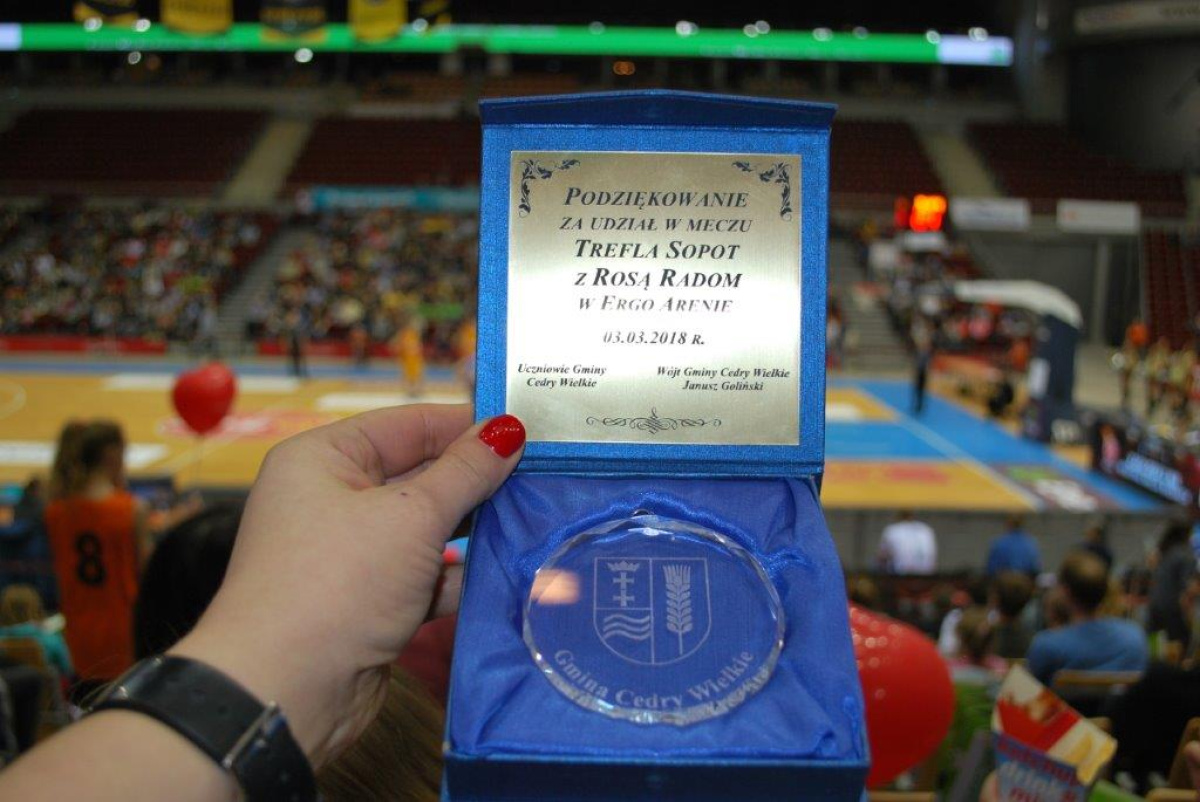 PODZIĘKOWANIE
ZA UDZIAŁ W MECZU
TREFLA SOPOT
Z ROSĄ RADOM
W ERGO ARENIE
03.03.2018 R.
Uczniowie Gminy
Cedry Wielkie
Wójt Gminy Cedry Wielkie
Janusz Goliński
Gmina Cedry Wielkie
8